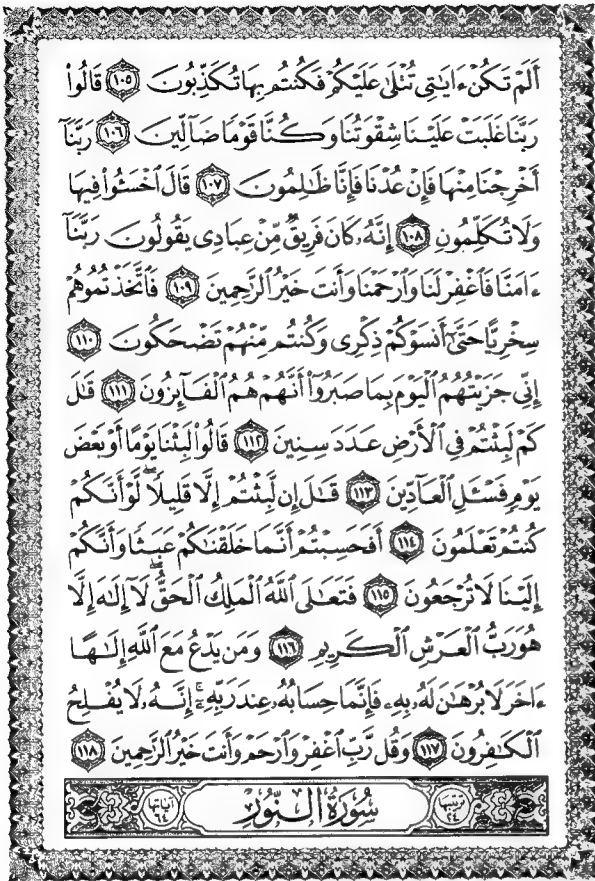 أَلَمْ تَكُنْ ءَايَٰتِى تُتْلَىٰ عَلَيْكُمْ فَكُنتُم بِهَا تُكَذِّبُونَ ١٠٥ قَالُوا۟
رَبَّنَا غَلَبَتْ عَلَيْنَا شِقْوَتُنَا وَكُنَّا قَوْمًا ضَآلِّينَ ١٠٦ رَبَّنَآ
أَخْرِجْنَا مِنْهَا فَإِنْ عُدْنَا فَإِنَّا ظَٰلِمُونَ ١٠٧ قَالَ ٱخْسَـُٔوا۟ فِيهَا
وَلَا تُكَلِّمُونِ ١٠٨ إِنَّهُۥ كَانَ فَرِيقٌ مِّنْ عِبَادِى يَقُولُونَ رَبَّنَآ
ءَامَنَّا فَٱغْفِرْ لَنَا وَٱرْحَمْنَا وَأَنتَ خَيْرُ ٱلرَّٰحِمِينَ ١٠٩ فَٱتَّخَذْتُمُوهُمْ
سِخْرِيًّا حَتَّىٰٓ أَنسَوْكُمْ ذِكْرِى وَكُنتُم مِّنْهُمْ تَضْحَكُونَ ١١٠
إِنِّى جَزَيْتُهُمُ ٱلْيَوْمَ بِمَا صَبَرُوٓا۟ أَنَّهُمْ هُمُ ٱلْفَآئِزُونَ ١١١ قَٰلَ
كَمْ لَبِثْتُمْ فِى ٱلْأَرْضِ عَدَدَ سِنِينَ ١١٢ قَالُوا۟ لَبِثْنَا يَوْمًا أَوْ بَعْضَ
يَوْمٍ فَسْـَٔلِ ٱلْعَآدِّينَ ١١٣ قَٰلَ إِن لَّبِثْتُمْ إِلَّا قَلِيلًا ۖ لَّوْ أَنَّكُمْ
كُنتُمْ تَعْلَمُونَ ١١٤ أَفَحَسِبْتُمْ أَنَّمَا خَلَقْنَٰكُمْ عَبَثًا وَأَنَّكُمْ
إِلَيْنَا لَا تُرْجَعُونَ ١١٥ فَتَعَٰلَى ٱللَّهُ ٱلْمَلِكُ ٱلْحَقُّ ۖ لَآ إِلَٰهَ إِلَّا
هُوَ رَبُّ ٱلْعَرْشِ ٱلْكَرِيمِ ١١٦ وَمَن يَدْعُ مَعَ ٱللَّهِ إِلَٰهًا
ءَاخَرَ لَا بُرْهَٰنَ لَهُۥ بِهِۦ فَإِنَّمَا حِسَابُهُۥ عِندَ رَبِّهِۦٓ ۚ إِنَّهُۥ لَا يُفْلِحُ
ٱلْكَٰفِرُونَ ١١٧ وَقُل رَّبِّ ٱغْفِرْ وَٱرْحَمْ وَأَنتَ خَيْرُ ٱلرَّٰحِمِينَ ١١٨
ترتيبها ٢٤ سُورَةُ النُّورِ آياتها ٦٤